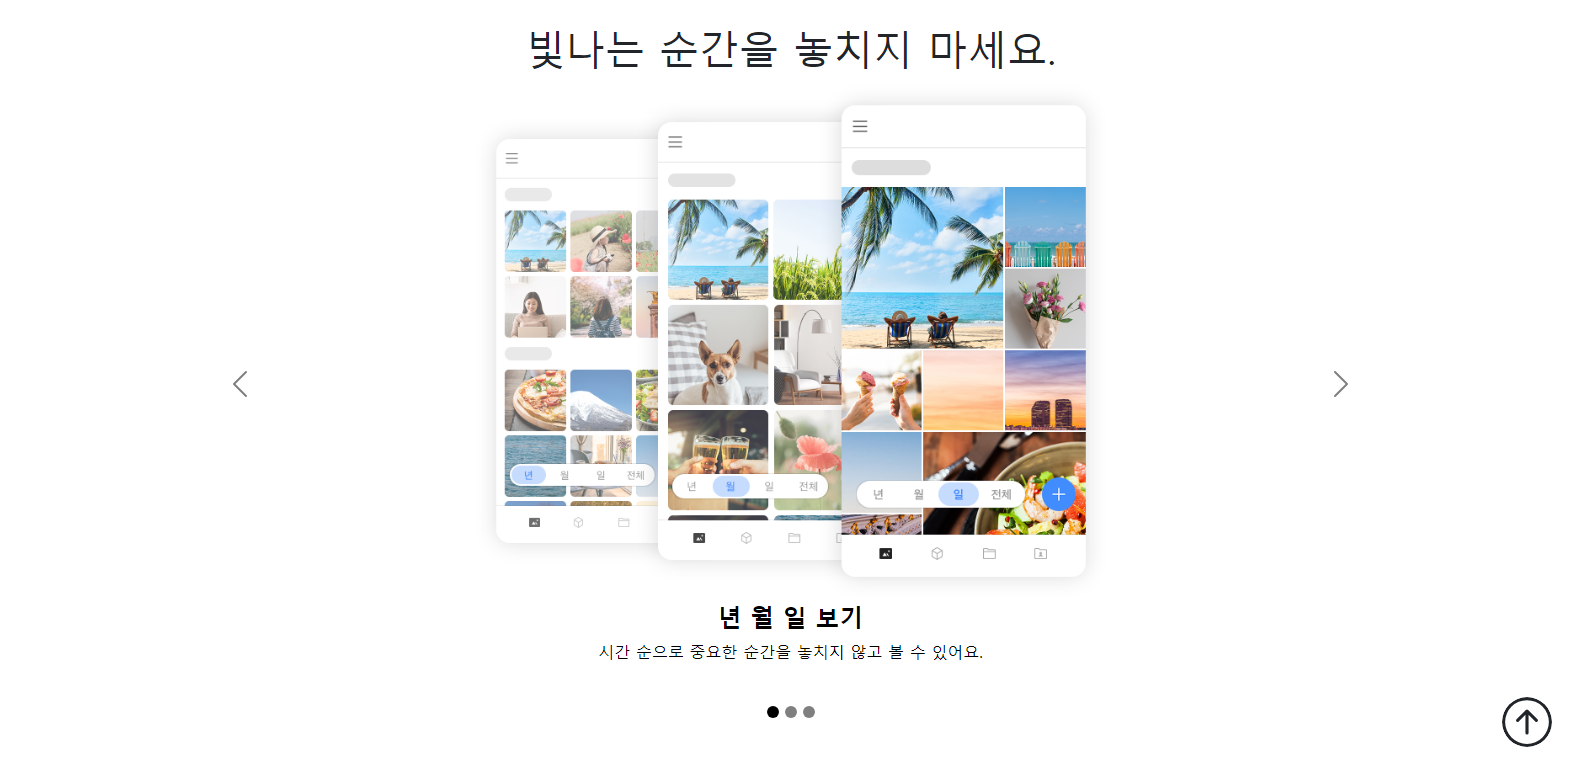 빛나는 순간을 놓치지 마세요.
년 월 일 전체
년 월 일 전체
년 월 일 전체
년 월 일 보기
시간 순으로 중요한 순간을 놓치지 않고 볼 수 있어요.